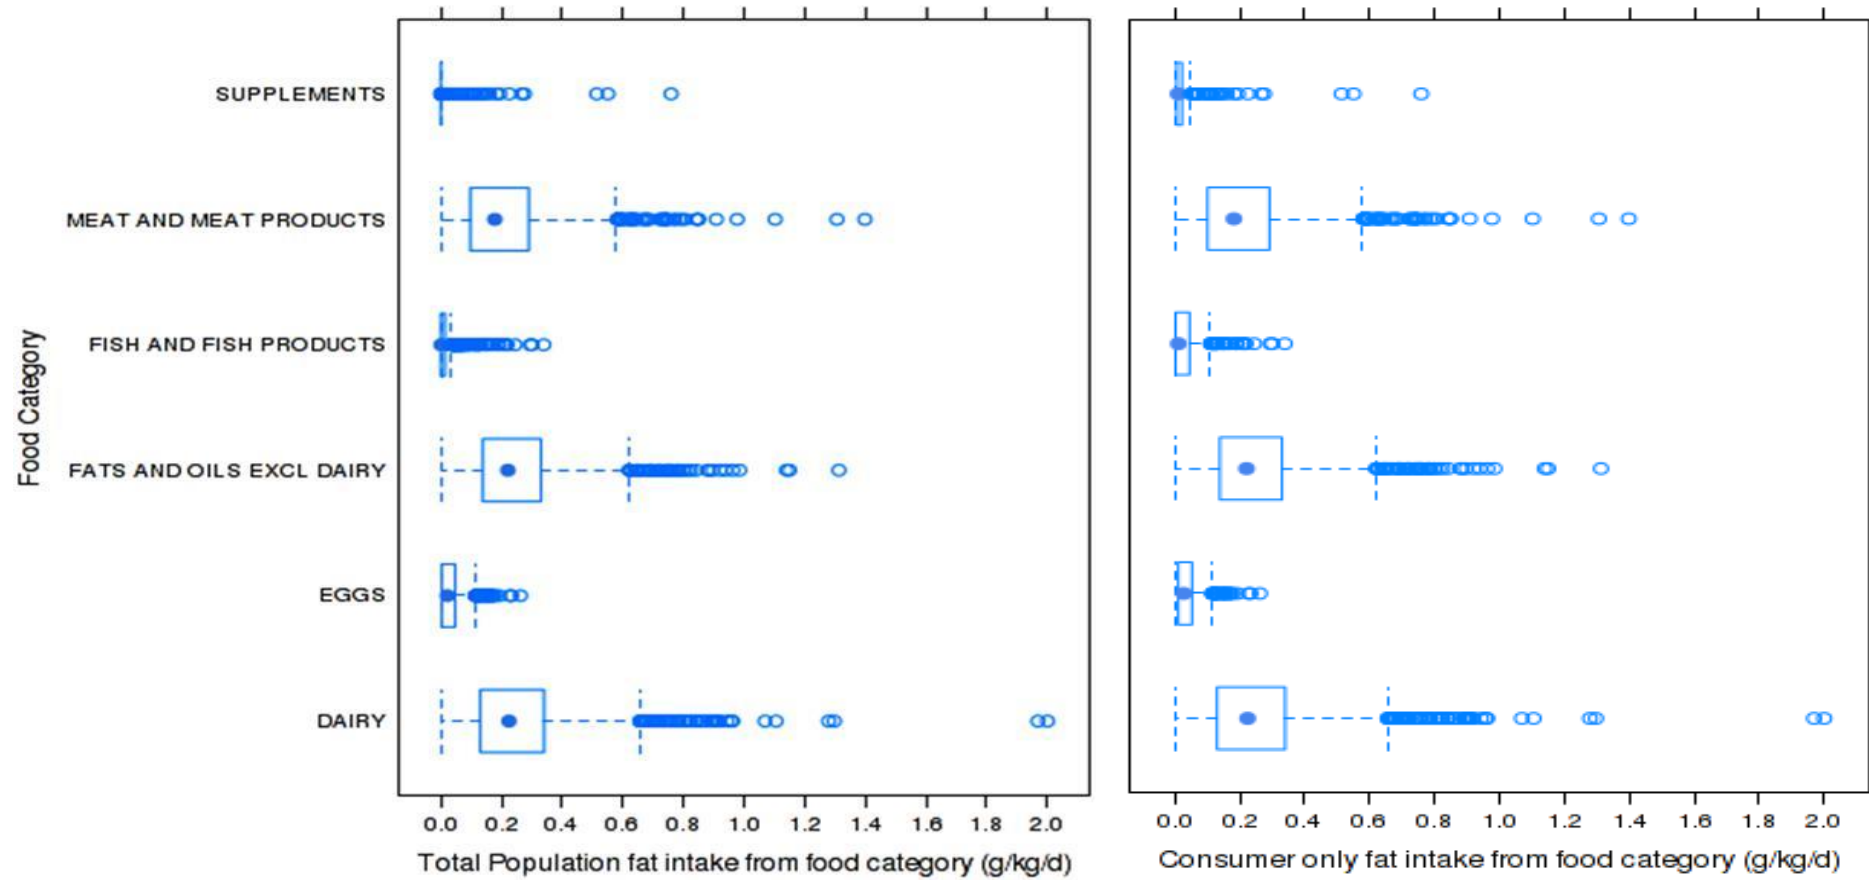 Food Category
SUPPLEMENTS
MEAT AND MEAT PRODUCTS
FISH AND FISH PRODUCTS
FATS AND OILS EXCL DAIRY
EGGS
DAIRY
0.0 0.2 0.4 0.6 0.8 1.0 1.2 1.4 1.6 1.8 2.0
Total Population fat intake from food category (g/kg/d)
0.0 0.2 0.4 0.6 0.8 1.0 1.2 1.4 1.6 1.8 2.0
Consumer only fat intake from food category (g/kg/d)